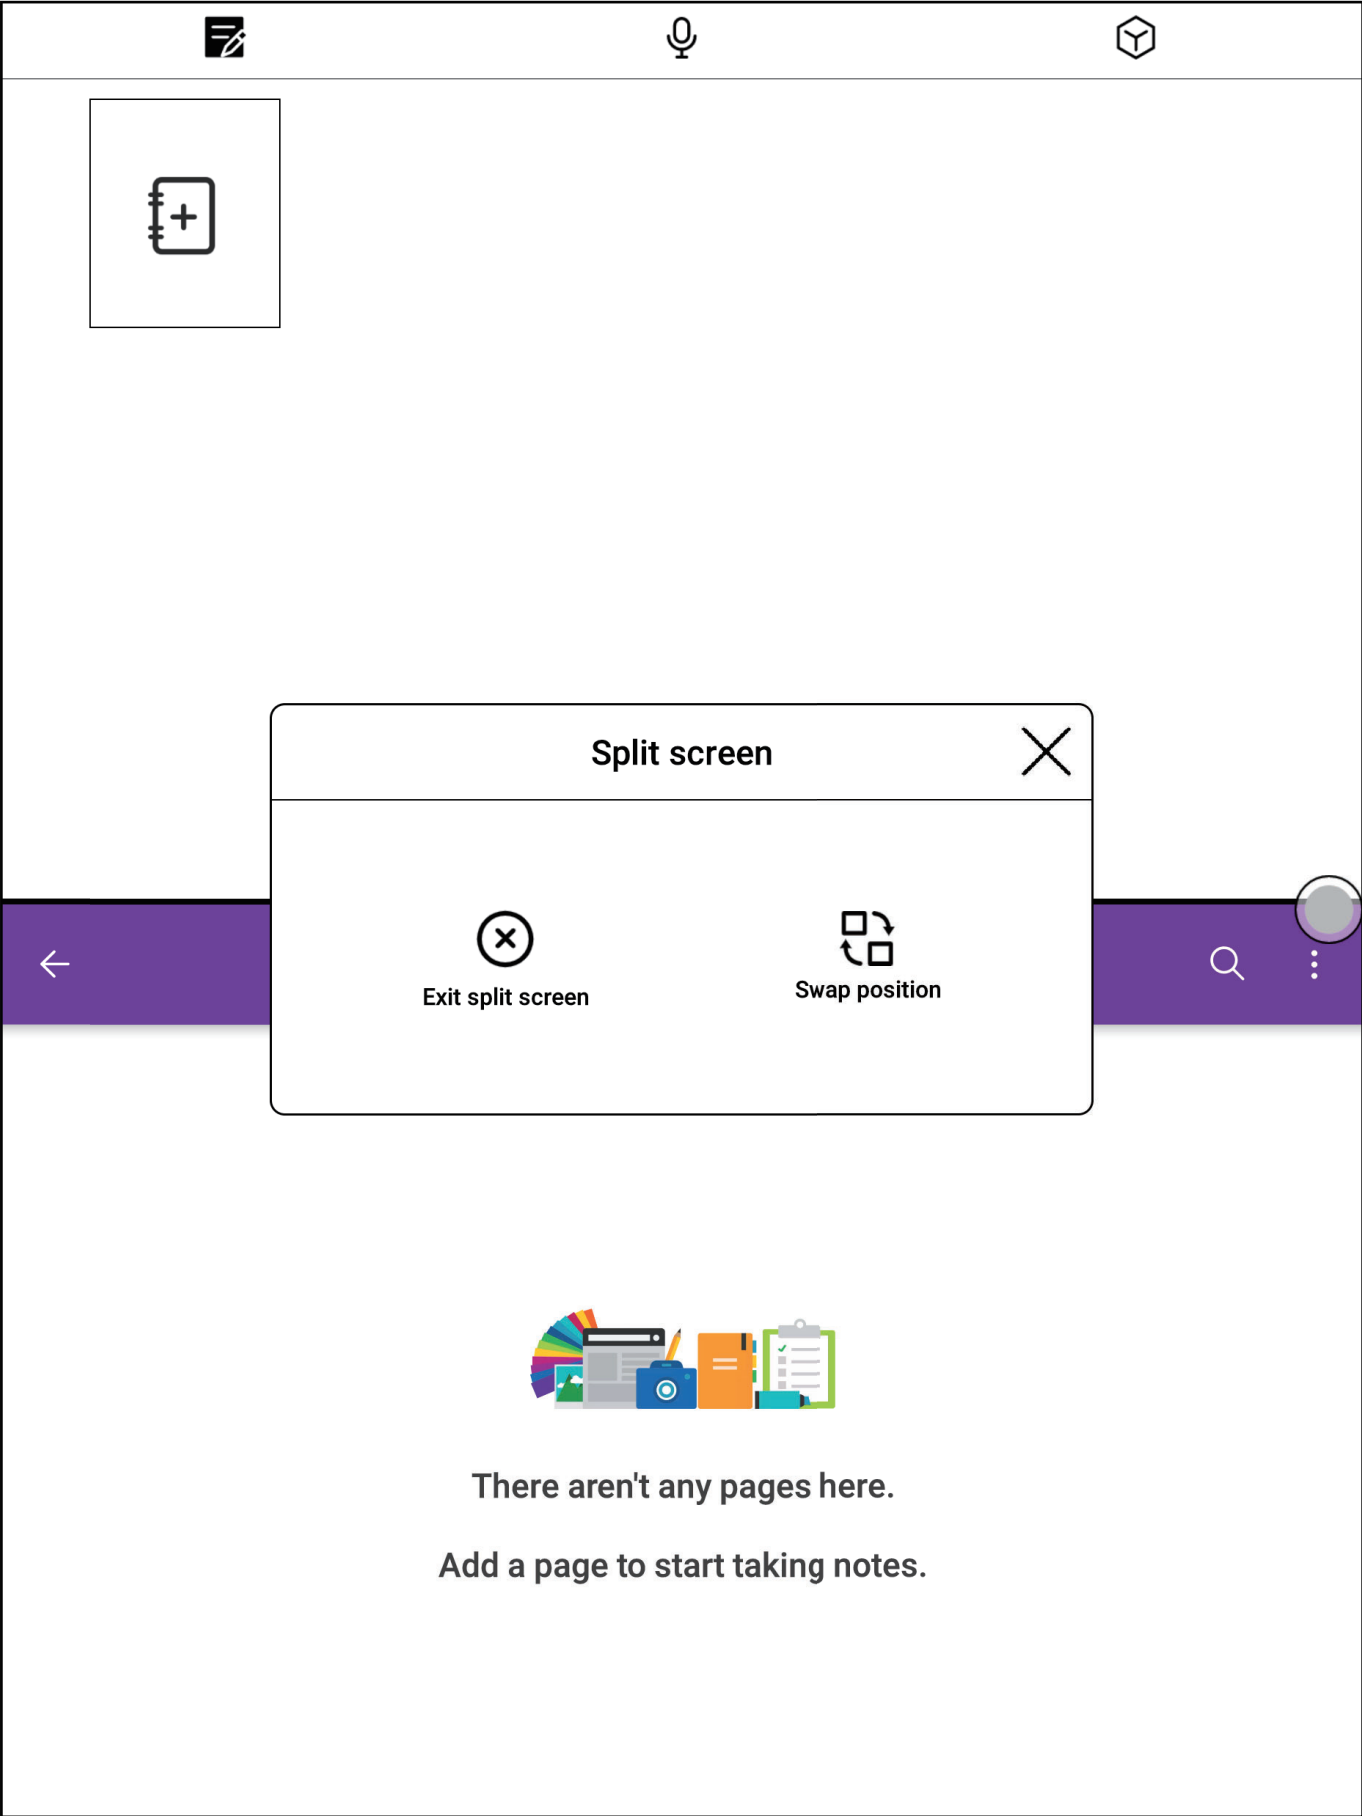 Split screen
Exit split screen
Swap position
There aren't any pages here.
Add a page to start taking notes.